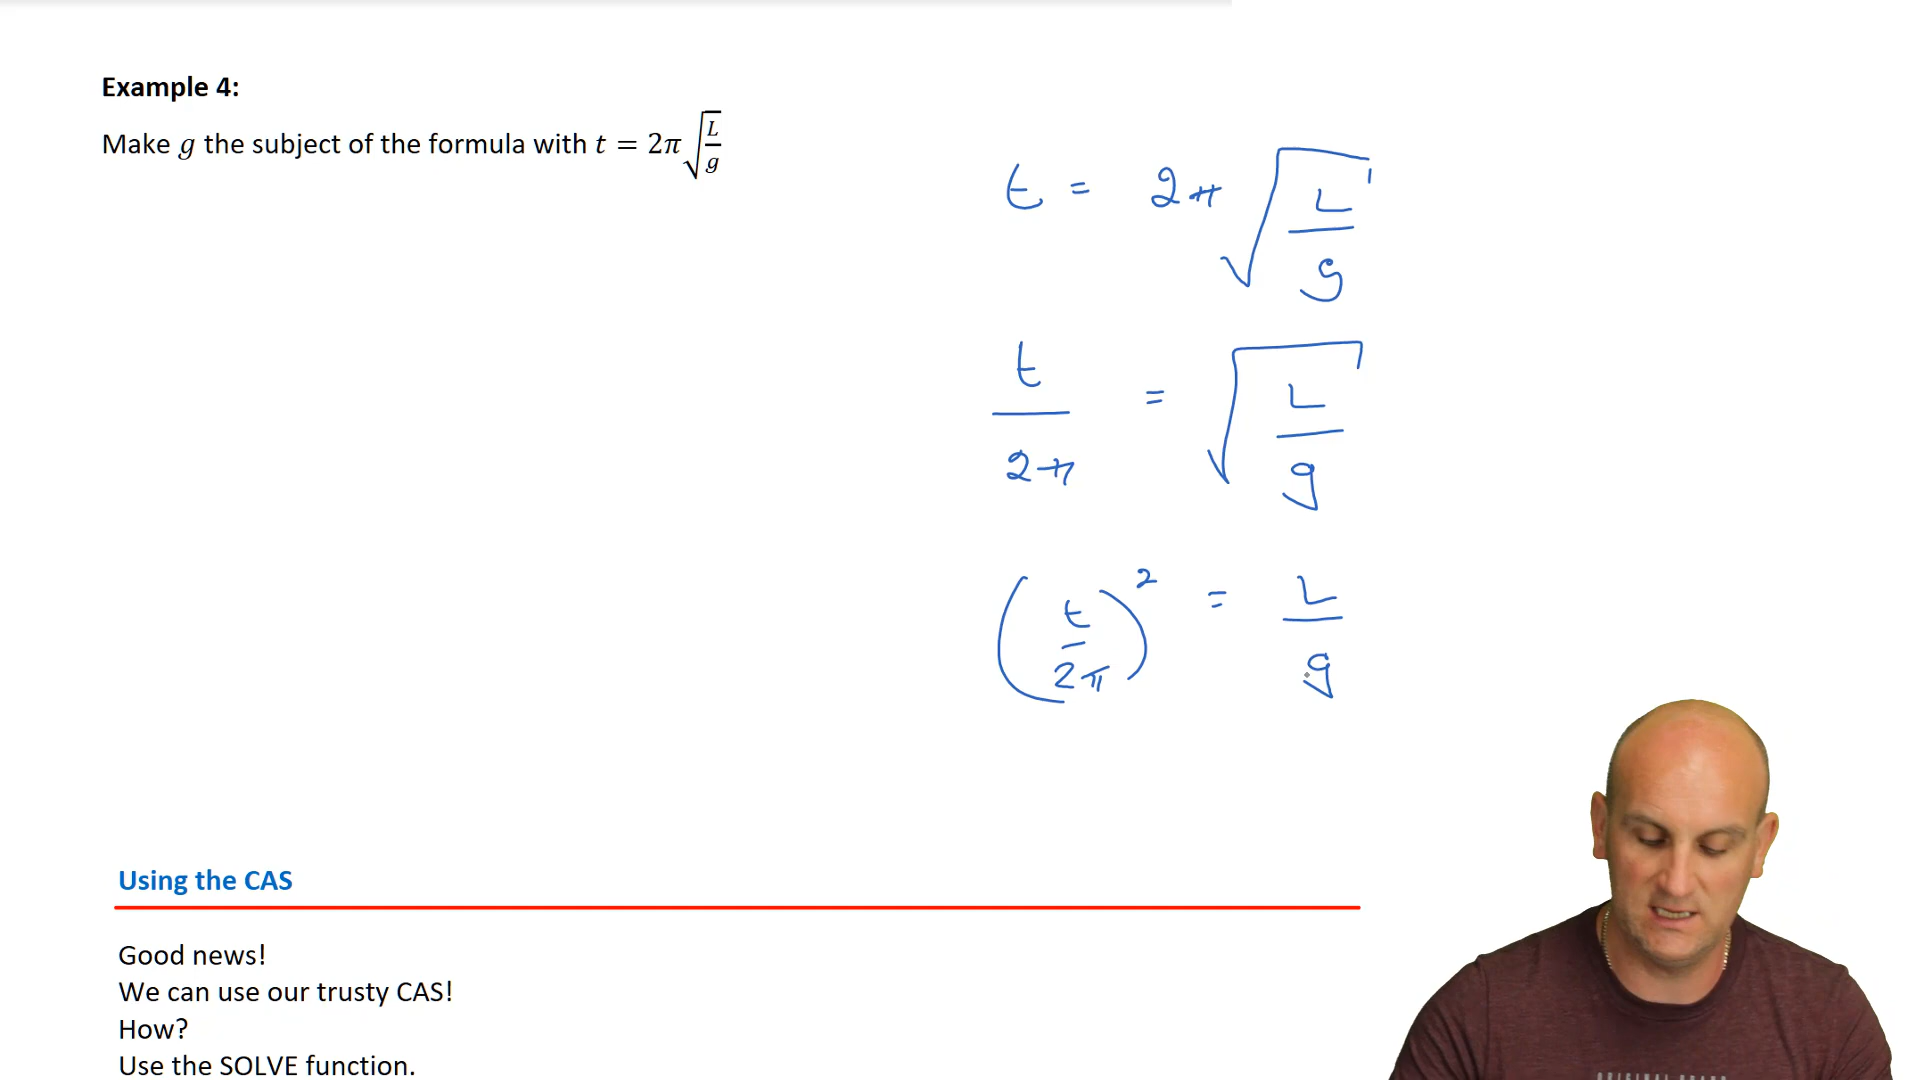 Example 4:
Make g the subject of the formula with t = 2π√(L/g)
t = 2π √(L/g)
t/2π = √(L/g)
(t/2π)² = L/g
Using the CAS
Good news!
We can use our trusty CAS!
How?
Use the SOLVE function.